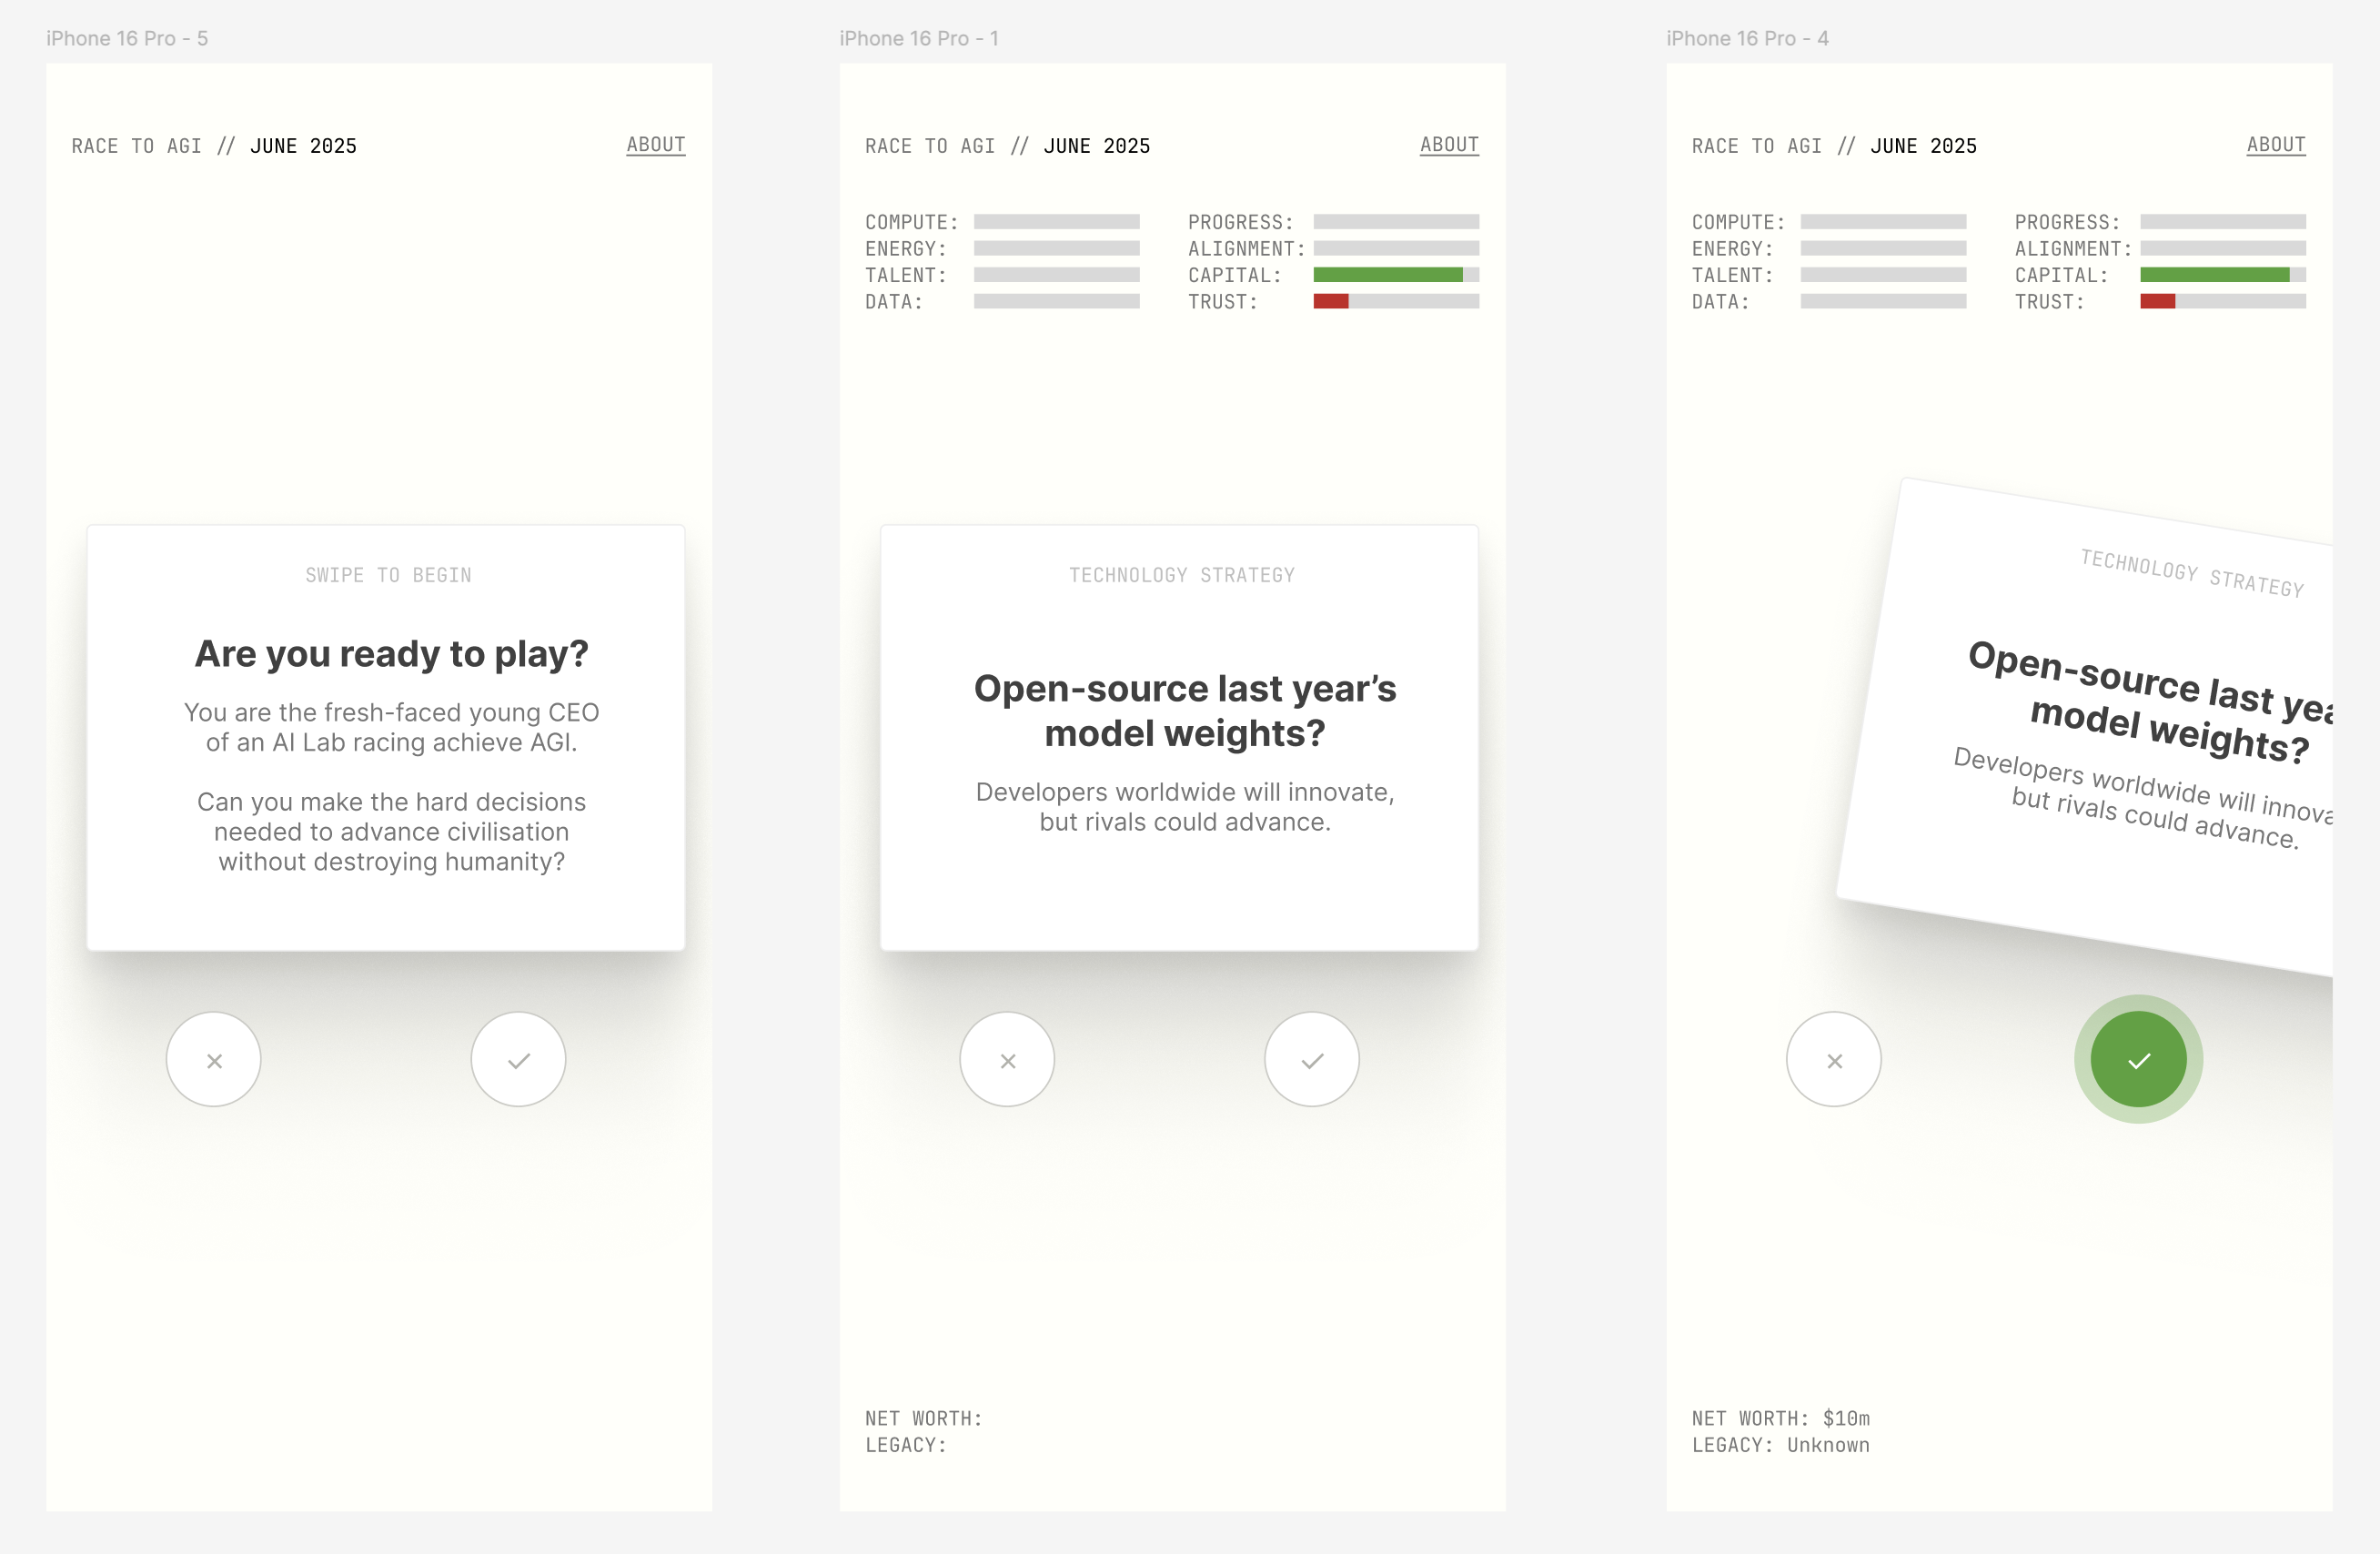 iPhone 16 Pro - 5
RACE TO AGI // JUNE 2025
ABOUT
SWIPE TO BEGIN
Are you ready to play?
You are the fresh-faced young CEO
of an AI Lab racing achieve AGI.
Can you make the hard decisions
needed to advance civilisation
without destroying humanity?
iPhone 16 Pro - 1
RACE TO AGI // JUNE 2025
ABOUT
COMPUTE:
ENERGY:
TALENT:
DATA:
PROGRESS:
ALIGNMENT:
CAPITAL:
TRUST:
TECHNOLOGY STRATEGY
Open-source last year’s
model weights?
Developers worldwide will innovate,
but rivals could advance.
NET WORTH:
LEGACY:
iPhone 16 Pro - 4
RACE TO AGI // JUNE 2025
ABOUT
COMPUTE:
ENERGY:
TALENT:
DATA:
PROGRESS:
ALIGNMENT:
CAPITAL:
TRUST:
TECHNOLOGY STRATEGY
Open-source last yea
model weights?
Developers worldwide will innova
but rivals could advance.
NET WORTH: $10m
LEGACY: Unknown